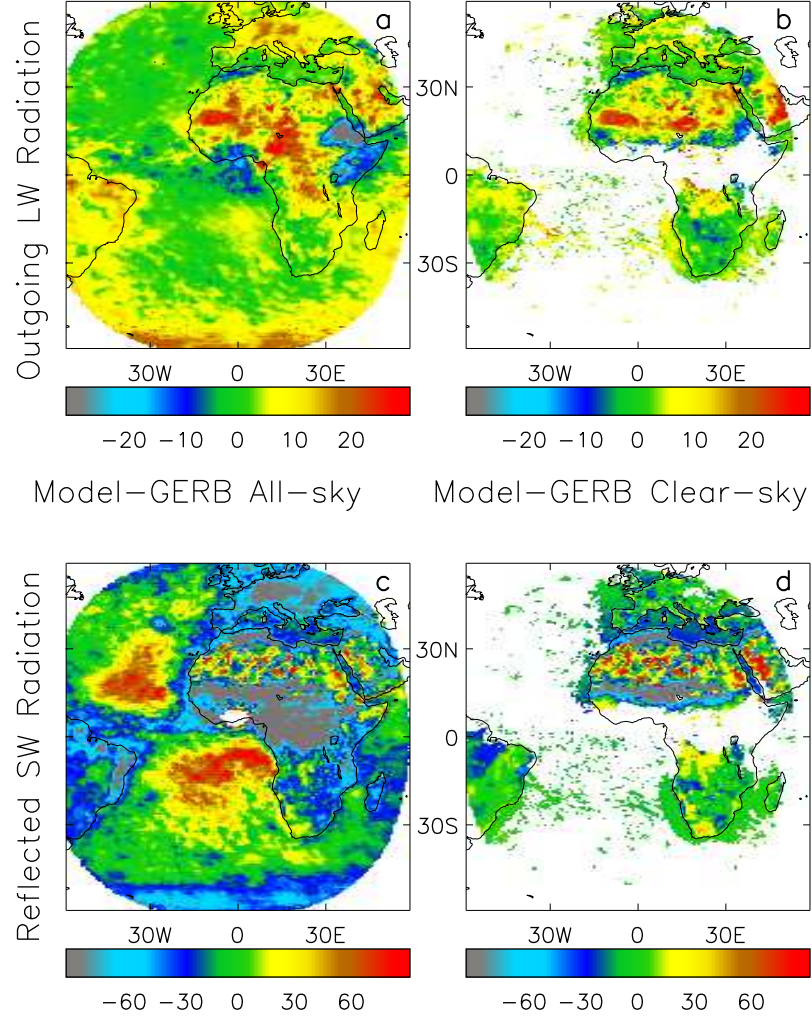 a
b
Outgoing LW Radiation
30N
0
30S
30W 0 30E
30W 0 30E
−20 −10 0 10 20
−20 −10 0 10 20
Model−GERB All−sky
Model−GERB Clear−sky
c
d
Reflected SW Radiation
30N
0
30S
30W 0 30E
30W 0 30E
−60 −30 0 30 60
−60 −30 0 30 60